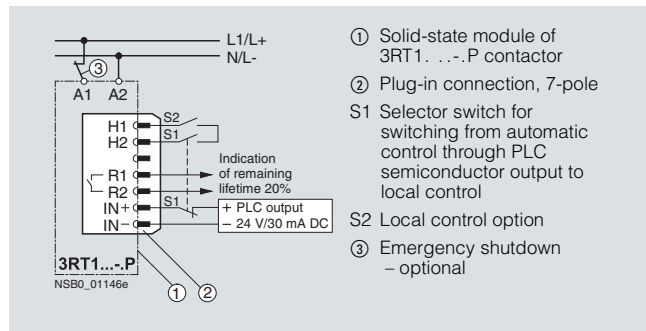 L1/L+
N/L-
③
A1 A2
H1 S2
H2 S1
R1
R2
IN+ S1
IN−
Indication
of remaining
lifetime 20%
+ PLC output
− 24 V/30 mA DC
3RT1...-.P
NSB0_01146e
① ②
① Solid-state module of
3RT1. ...-.P contactor
② Plug-in connection, 7-pole
S1 Selector switch for
switching from automatic
control through PLC
semiconductor output to
local control
S2 Local control option
③ Emergency shutdown
– optional